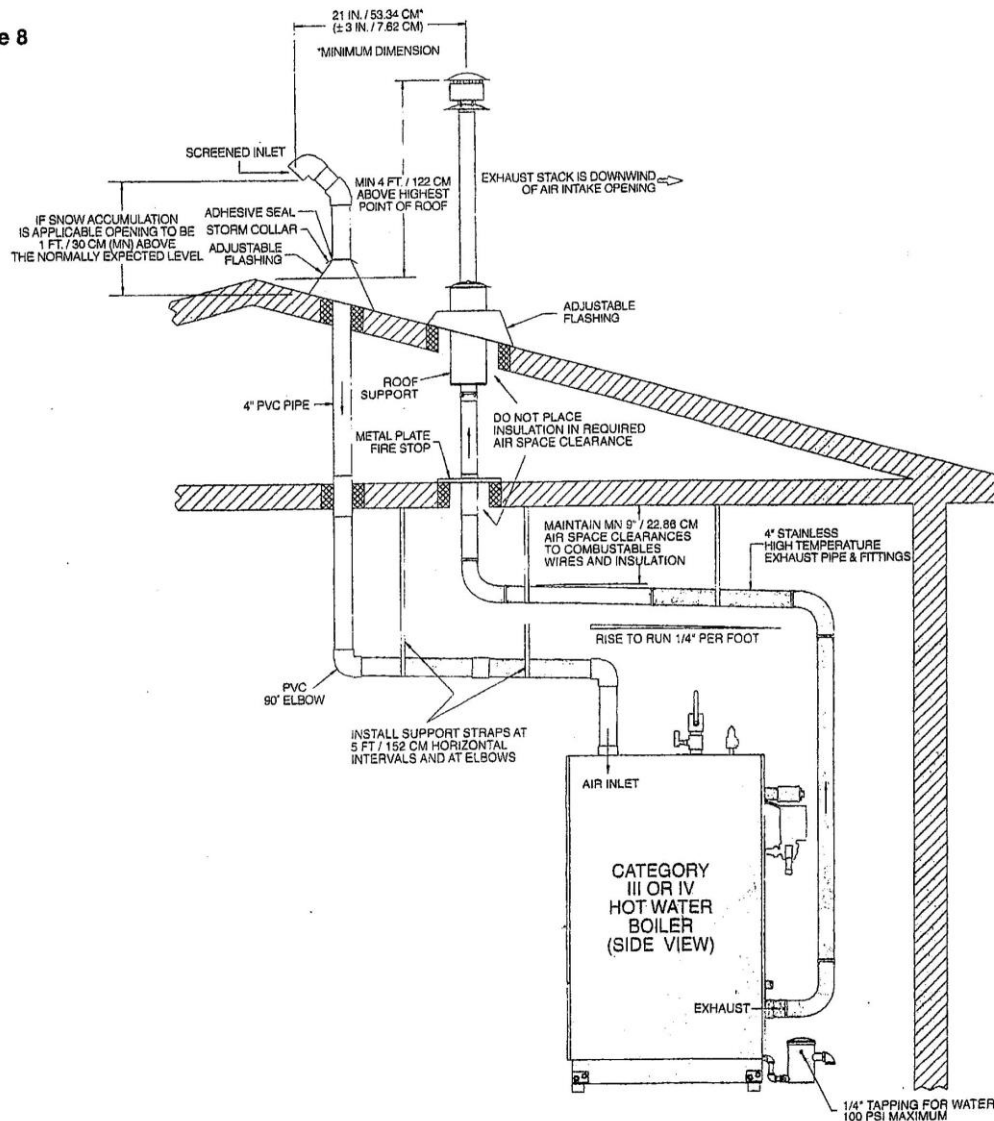 e 8
21 IN. / 53.34 CM*
(± 3 IN. / 7.62 CM)
*MINIMUM DIMENSION
SCREENED INLET
MIN 4 FT. / 122 CM
ABOVE HIGHEST
POINT OF ROOF
EXHAUST STACK IS DOWNWIND
OF AIR INTAKE OPENING
IF SNOW ACCUMULATION
IS APPLICABLE OPENING TO BE
1 FT. / 30 CM (MN) ABOVE
THE NORMALLY EXPECTED LEVEL
ADHESIVE SEAL
STORM COLLAR
ADJUSTABLE
FLASHING
ADJUSTABLE
FLASHING
ROOF
SUPPORT
4" PVC PIPE
DO NOT PLACE
INSULATION IN REQUIRED
AIR SPACE CLEARANCE
METAL PLATE
FIRE STOP
MAINTAIN MN 9" / 22.86 CM
AIR SPACE CLEARANCES
TO COMBUSTABLES
WIRES AND INSULATION
4" STAINLESS
HIGH TEMPERATURE
EXHAUST PIPE & FITTINGS
RISE TO RUN 1/4" PER FOOT
PVC
90° ELBOW
INSTALL SUPPORT STRAPS AT
5 FT / 152 CM HORIZONTAL
INTERVALS AND AT ELBOWS
AIR INLET
CATEGORY
III OR IV
HOT WATER
BOILER
(SIDE VIEW)
EXHAUST
1/4" TAPPING FOR WATER
100 PSI MAXIMUM